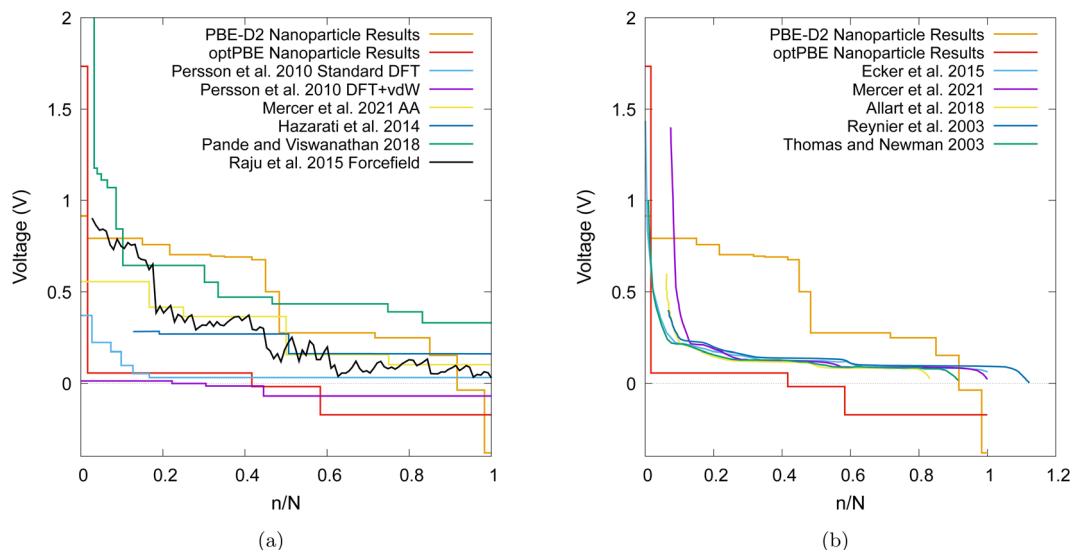 2
1.5
1
0.5
0
Voltage (V)
PBE-D2 Nanoparticle Results
optPBE Nanoparticle Results
Persson et al. 2010 Standard DFT
Persson et al. 2010 DFT+vdW
Mercer et al. 2021 AA
Hazarati et al. 2014
Pande and Viswanathan 2018
Raju et al. 2015 Forcefield
0 0.2 0.4 0.6 0.8 1
n/N
(a)
2
1.5
1
0.5
0
Voltage (V)
PBE-D2 Nanoparticle Results
optPBE Nanoparticle Results
Ecker et al. 2015
Mercer et al. 2021
Allart et al. 2018
Reynier et al. 2003
Thomas and Newman 2003
0 0.2 0.4 0.6 0.8 1 1.2
n/N
(b)